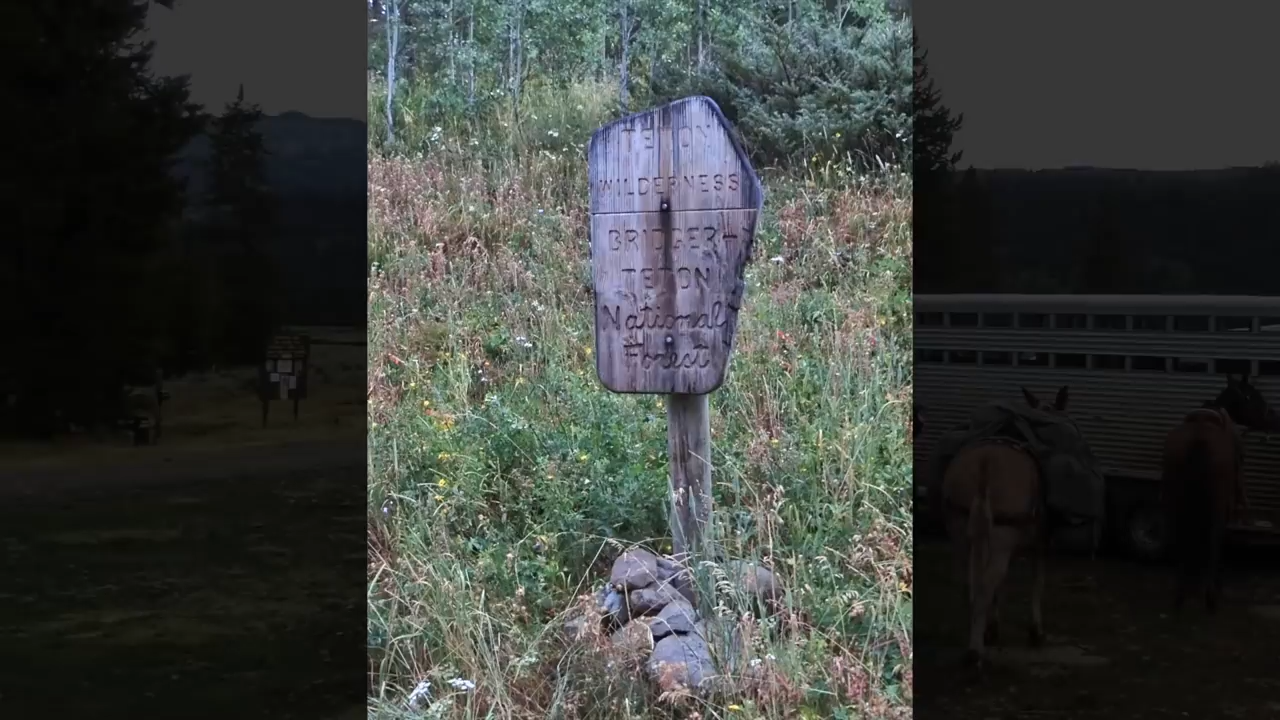 TETON
WILDERNESS
BRIDGER-
TETON
National
Forest